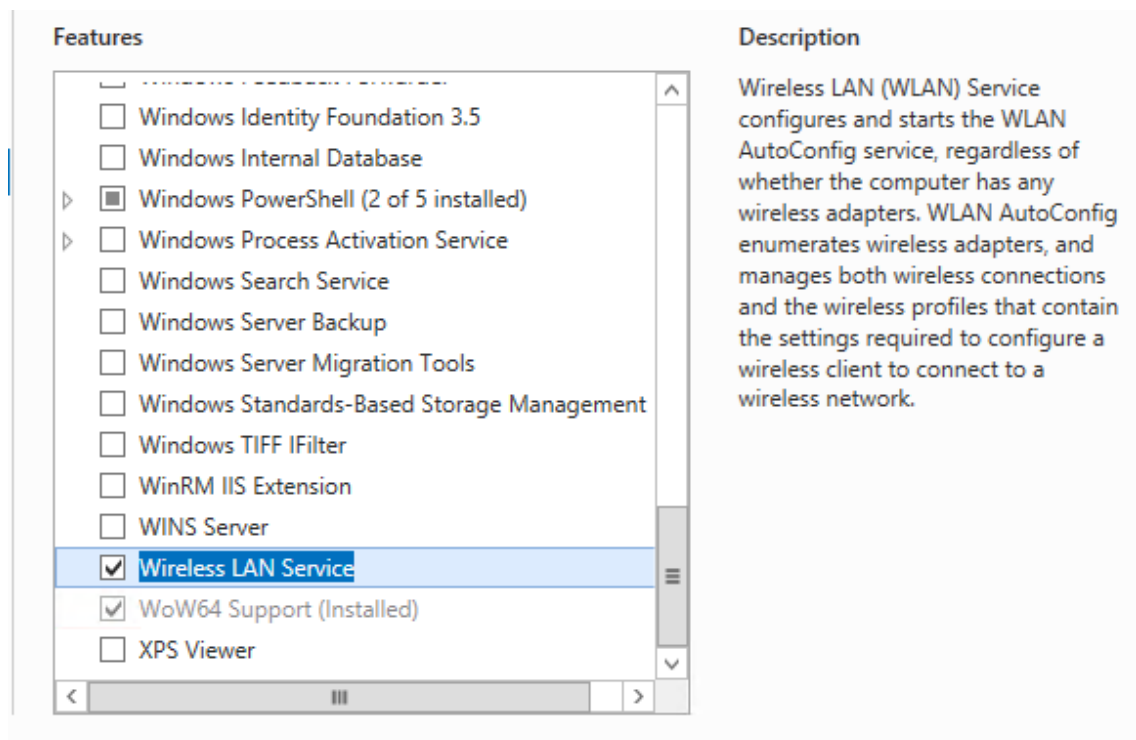 Features
Windows Identity Foundation 3.5
Windows Internal Database
Windows PowerShell (2 of 5 installed)
Windows Process Activation Service
Windows Search Service
Windows Server Backup
Windows Server Migration Tools
Windows Standards-Based Storage Management
Windows TIFF IFilter
WinRM IIS Extension
WINS Server
Wireless LAN Service
WoW64 Support (Installed)
XPS Viewer
Description
Wireless LAN (WLAN) Service
configures and starts the WLAN
AutoConfig service, regardless of
whether the computer has any
wireless adapters. WLAN AutoConfig
enumerates wireless adapters, and
manages both wireless connections
and the wireless profiles that contain
the settings required to configure a
wireless client to connect to a
wireless network.